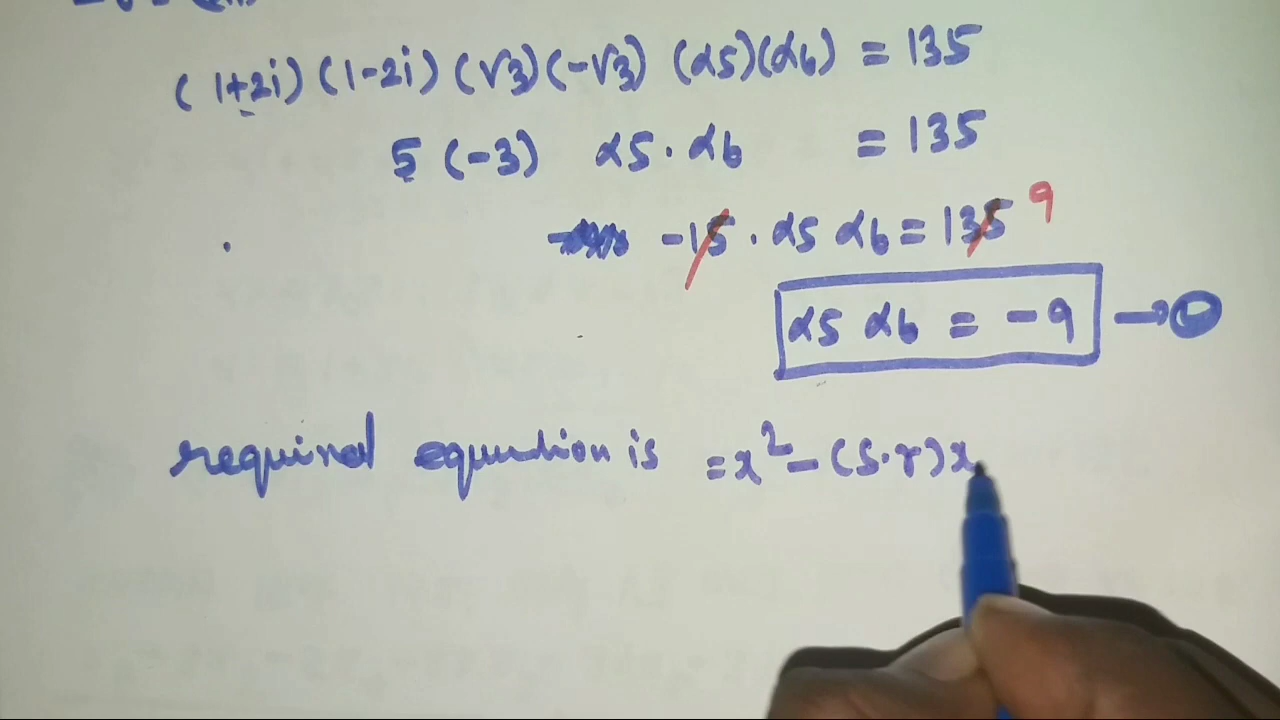 (1+2i) (1-2i) (√3)(-√3) (α5)(α6) = 135
5 (-3) α5 . α6 = 135
-15 . α5 α6 = 135 9
α5 α6 = -9 →
required equation is = x² - (S.r)x